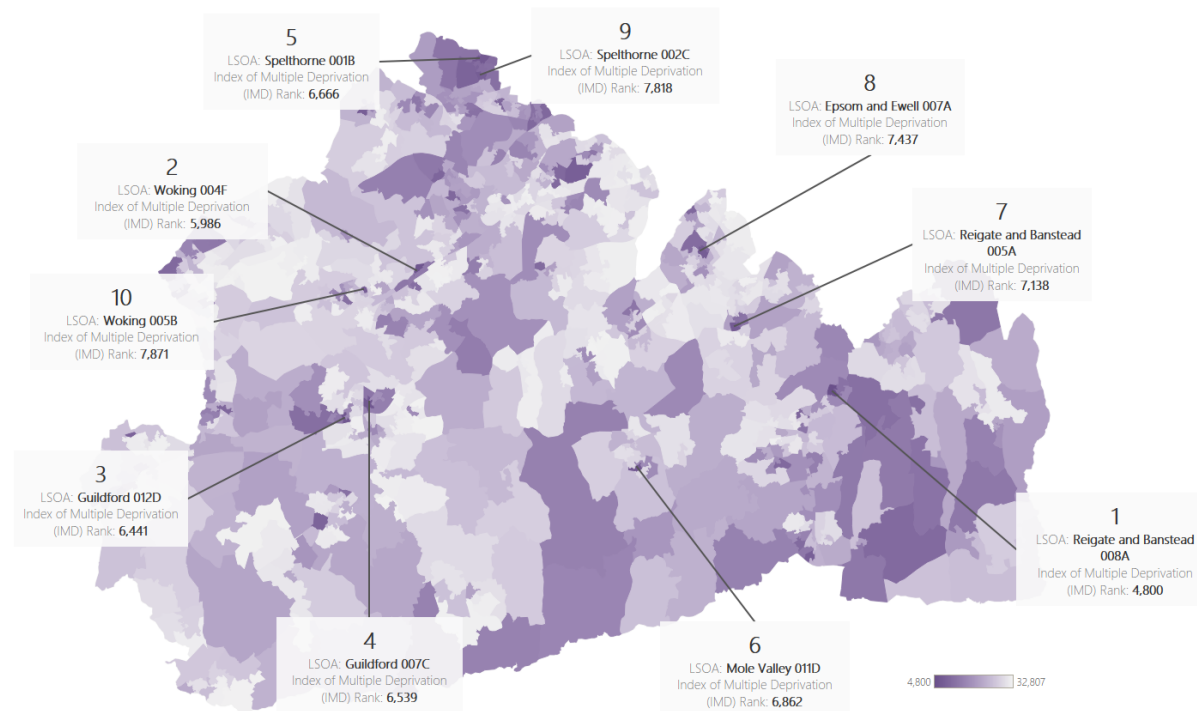 5
LSOA: Spelthorne 001B
Index of Multiple Deprivation
(IMD) Rank: 6,666
9
LSOA: Spelthorne 002C
Index of Multiple Deprivation
(IMD) Rank: 7,818
8
LSOA: Epsom and Ewell 007A
Index of Multiple Deprivation
(IMD) Rank: 7,437
2
LSOA: Woking 004F
Index of Multiple Deprivation
(IMD) Rank: 5,986
7
LSOA: Reigate and Banstead
005A
Index of Multiple Deprivation
(IMD) Rank: 7,138
10
LSOA: Woking 005B
Index of Multiple Deprivation
(IMD) Rank: 7,871
3
LSOA: Guildford 012D
Index of Multiple Deprivation
(IMD) Rank: 6,441
1
LSOA: Reigate and Banstead
008A
Index of Multiple Deprivation
(IMD) Rank: 4,800
4
LSOA: Guildford 007C
Index of Multiple Deprivation
(IMD) Rank: 6,539
6
LSOA: Mole Valley 011D
Index of Multiple Deprivation
(IMD) Rank: 6,862
4,800 32,807